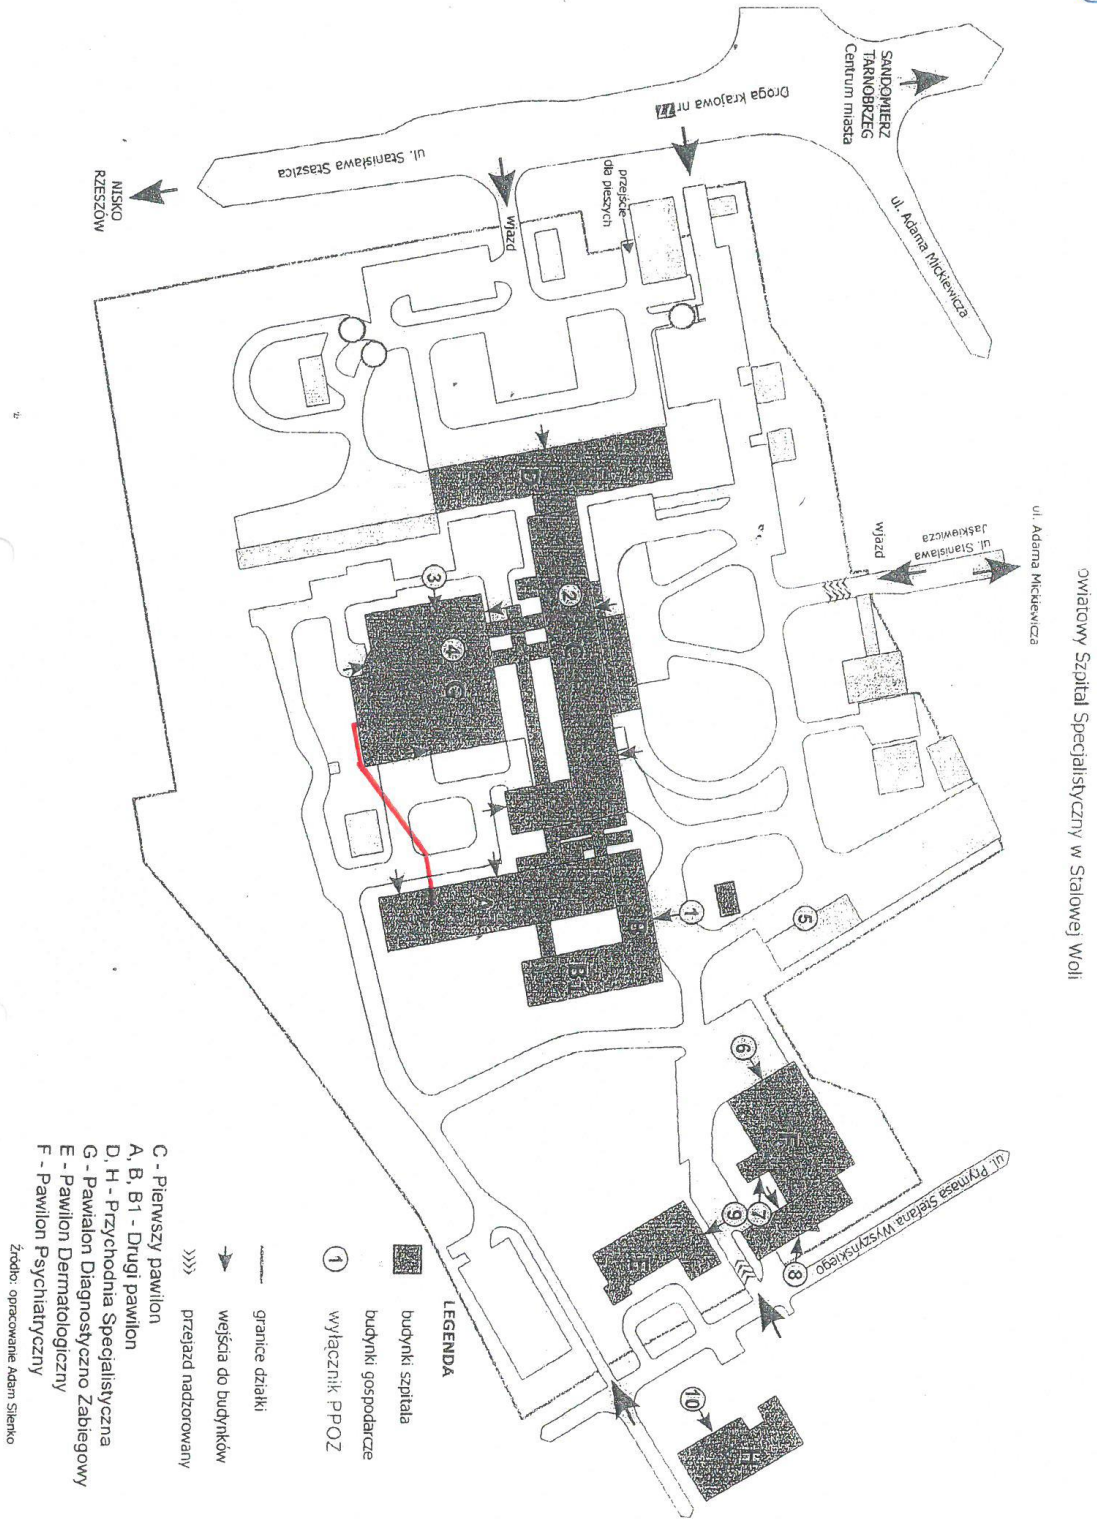 owiatowy Szpital Specjalistyczny w Stalowej Woli
ul. Adama Mickiewicza
SANDOMIERZ
TARNOBRZEG
Centrum miasta
ul. Adama Mickiewicza
Droga krajowa nr 77
przejście
dla pieszych
ul. Stanisława Staszica
wjazd
NISKO
RZESZÓW
wjazd
ul. Stanisława
Jaśkiewicza
D
2
C
3
4
G
A
B
B1
1
5
6
F
7
8
9
E
10
H
ul. Prymasa Stefana Wyszyńskiego
LEGENDA
budynki szpitala
budynki gospodarcze
1 wyłącznik PPOZ
granice działki
wejścia do budynków
przejazd nadzorowany
C - Pierwszy pawilon
A, B, B1 - Drugi pawilon
D, H - Przychodnia Specjalistyczna
G - Pawialon Diagnostyczno Zabiegowy
E - Pawilon Dermatologiczny
F - Pawilon Psychiatryczny
Źródło: opracowanie Adam Silenko